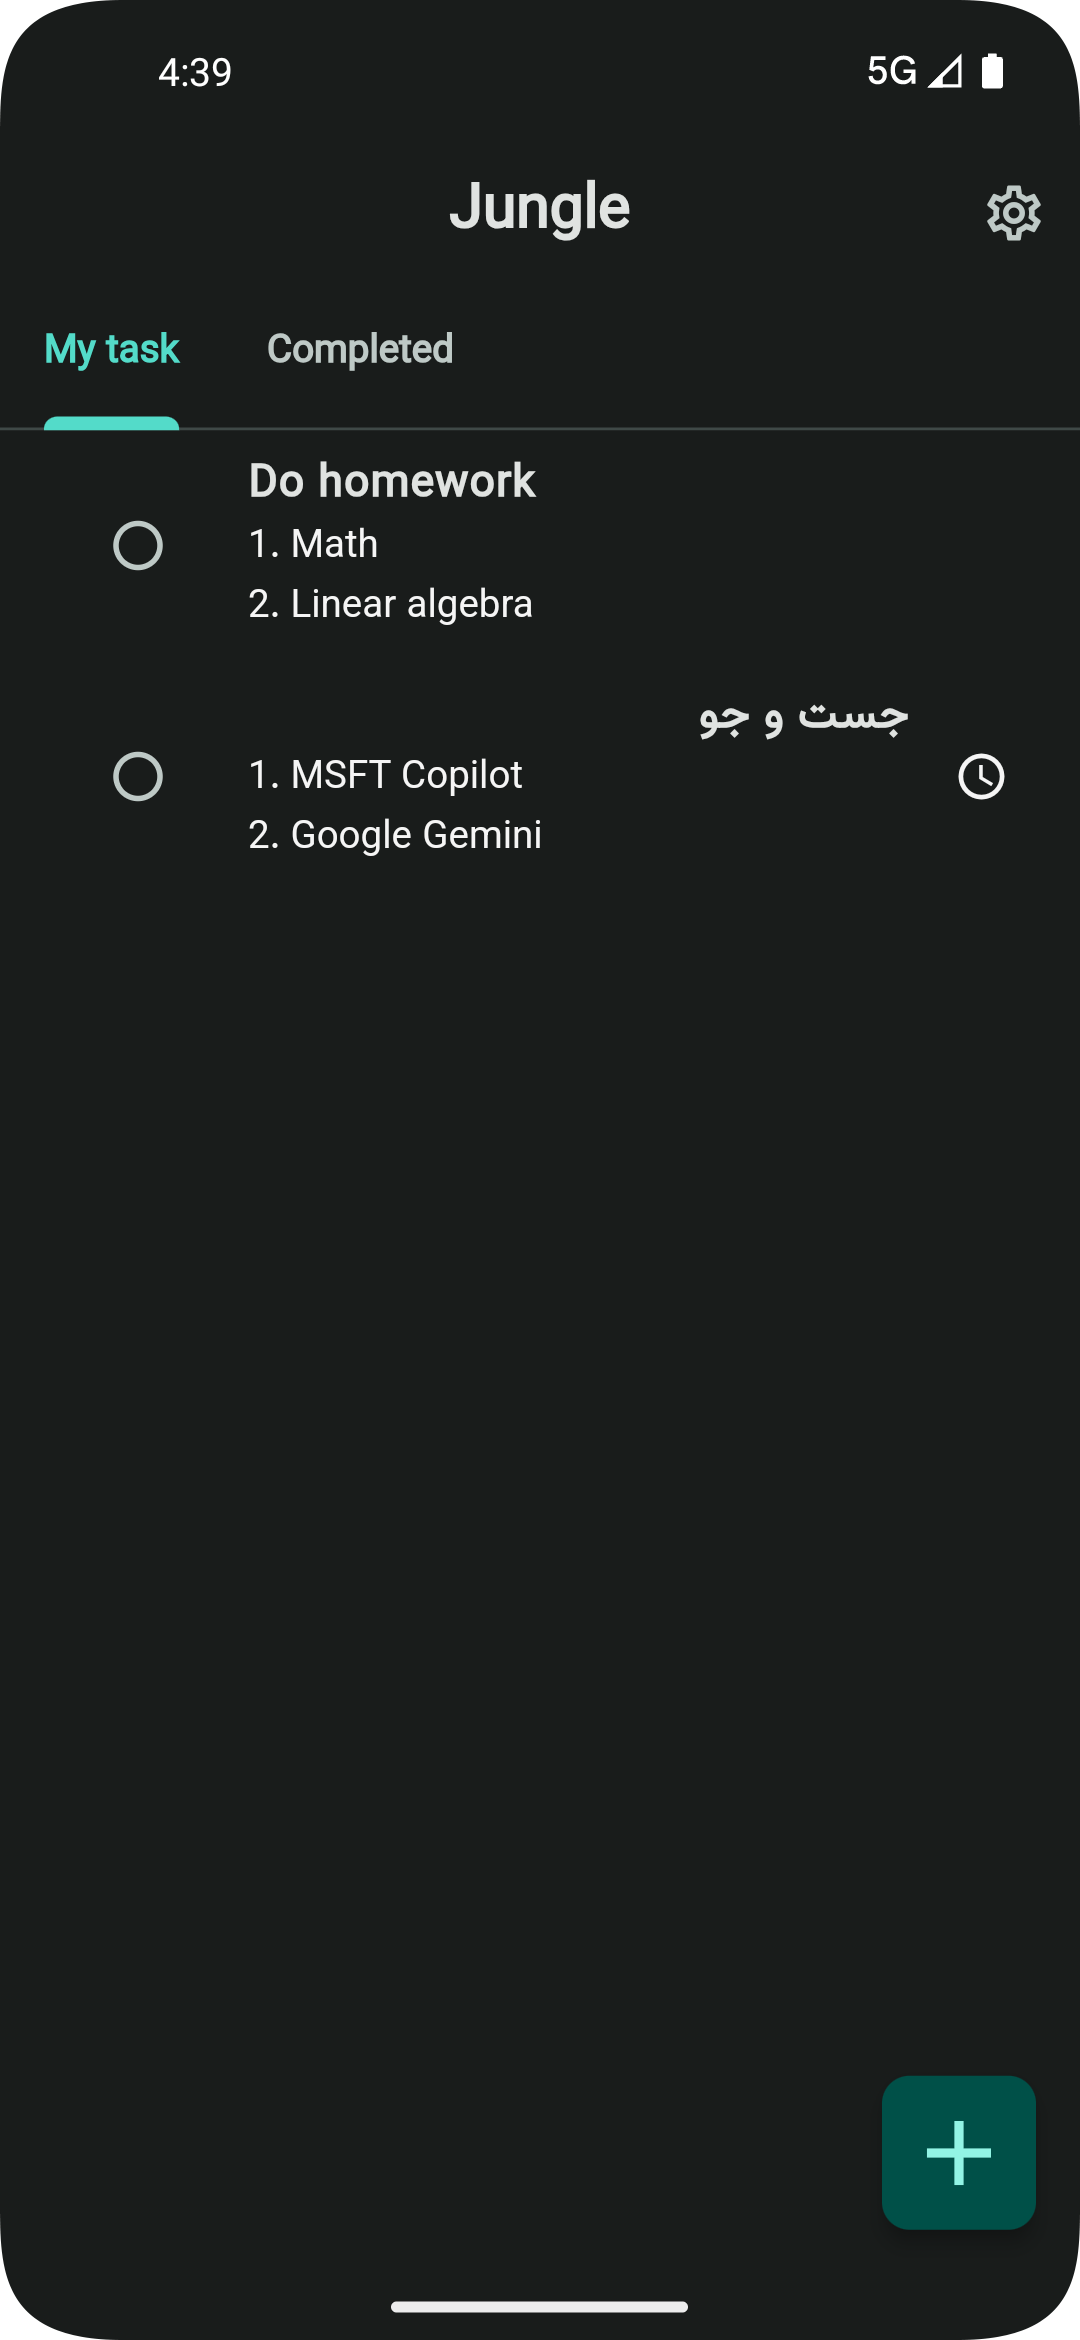 4:39 5G
Jungle
My task Completed
Do homework
1. Math
2. Linear algebra
جست و جو
1. MSFT Copilot
2. Google Gemini